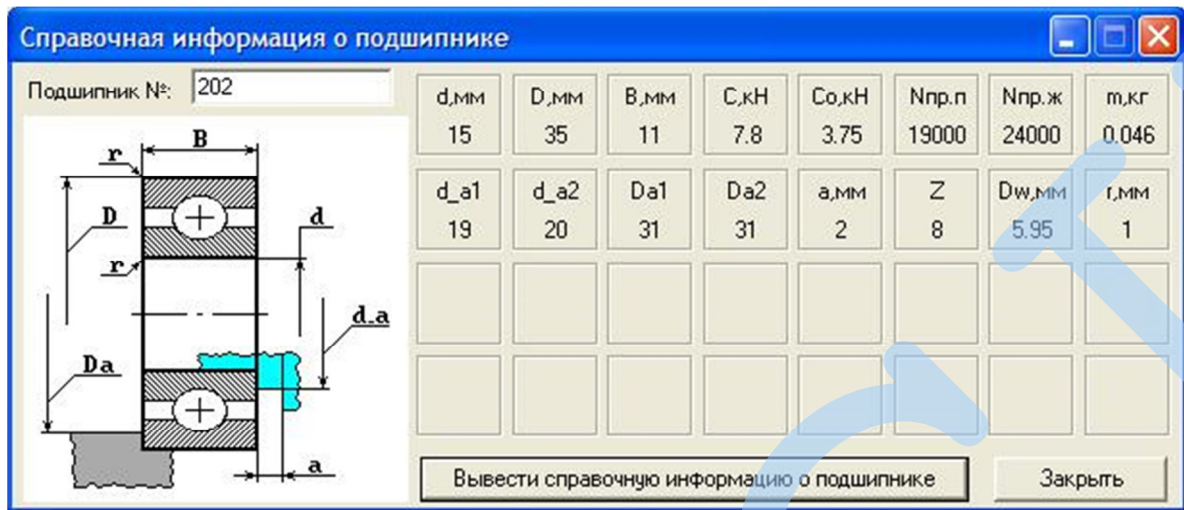 Справочная информация о подшипнике
Подшипник №: 202
d,мм D,мм B,мм C,кН Co,кН Nпр.п Nпр.ж m,кг
15 35 11 7.8 3.75 19000 24000 0.046
d_a1 d_a2 Da1 Da2 a,мм Z Dw,мм r,мм
19 20 31 31 2 8 5.95 1
r B
D d
r
d.a
Da
a
Вывести справочную информацию о подшипнике Закрыть